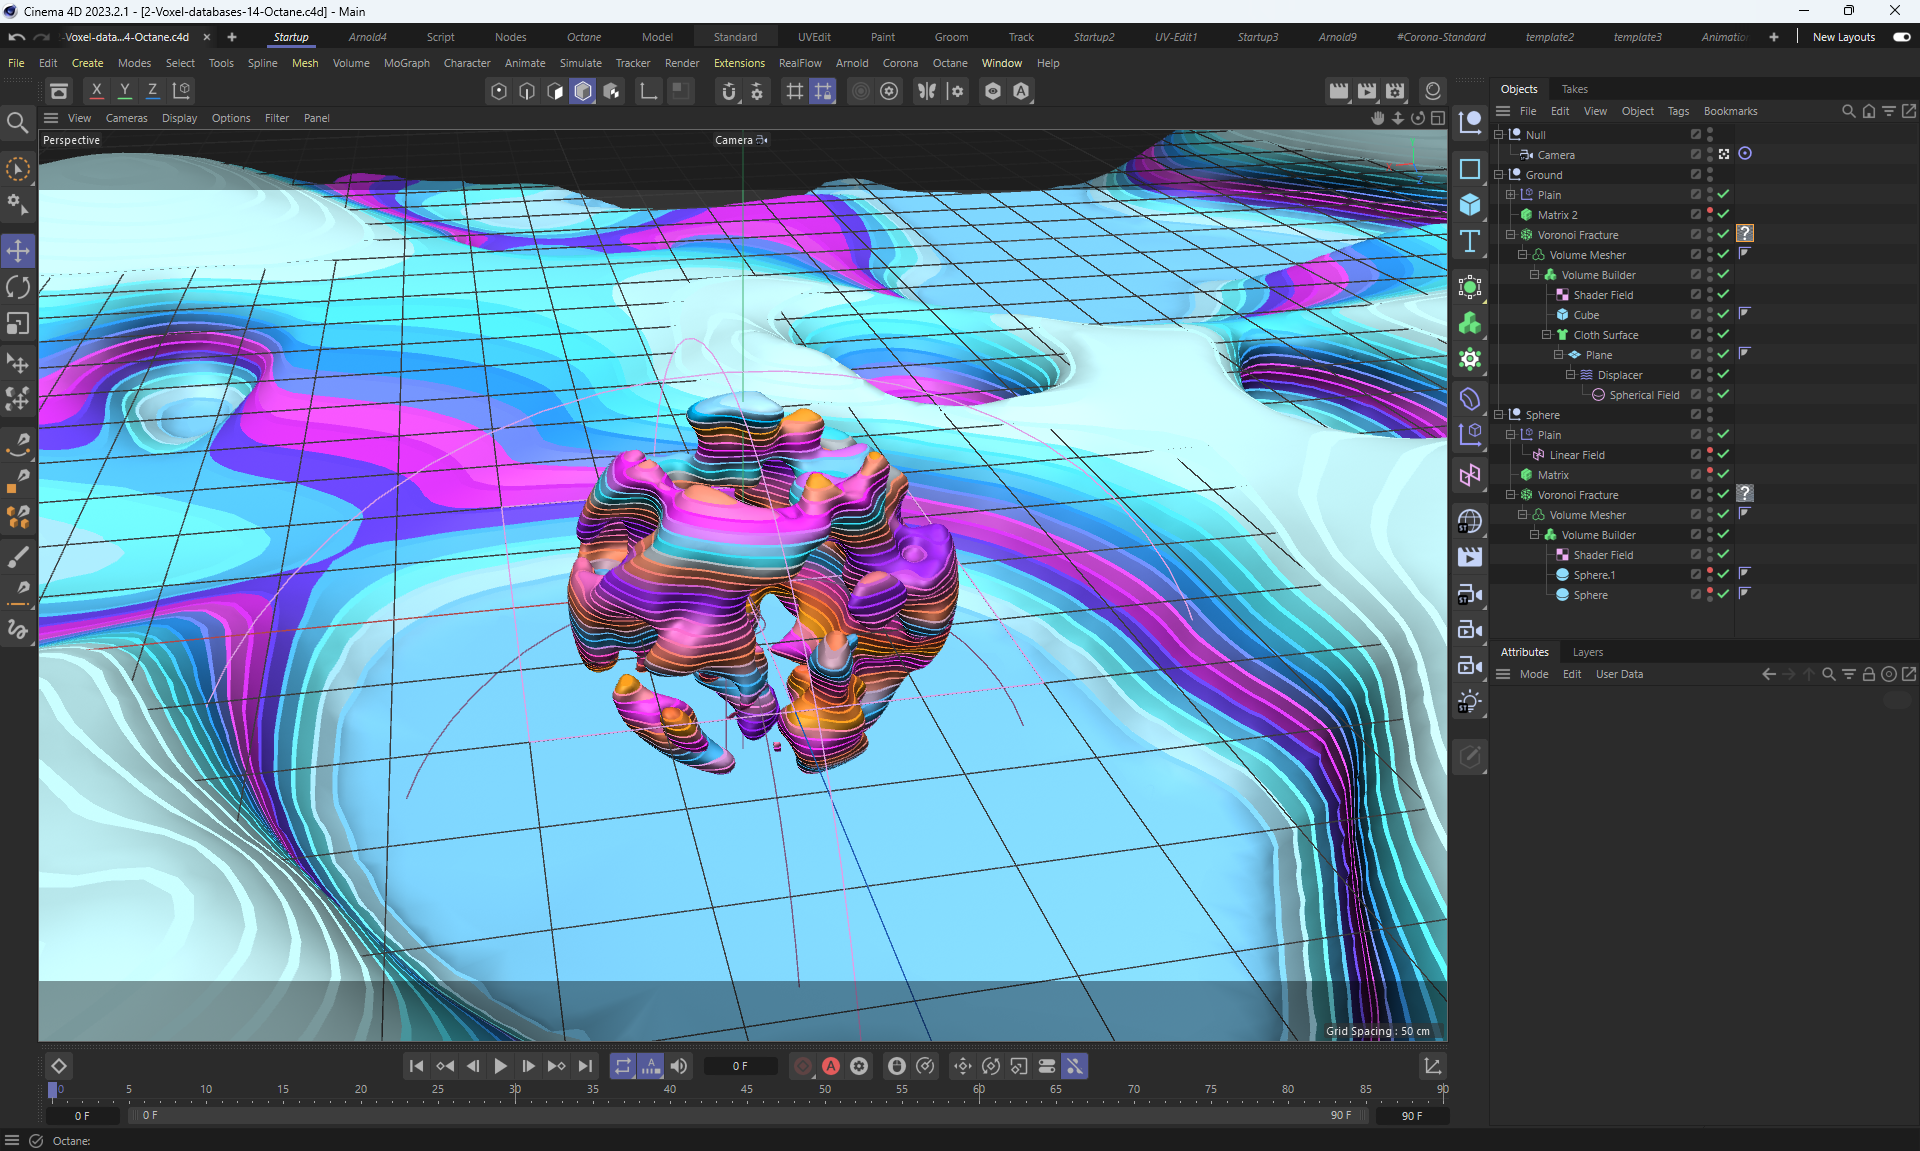 Cinema 4D 2023.2.1 - [2-Voxel-databases-14-Octane.c4d] - Main
-Voxel-data...4-Octane.c4d × + Startup Arnold4 Script Nodes Octane Model Standard UVEdit Paint Groom Track Startup2 UV-Edit1 Startup3 Arnold9 #Corona-Standard template2 template3 Animatio + New Layouts
File Edit Create Modes Select Tools Spline Mesh Volume MoGraph Character Animate Simulate Tracker Render Extensions RealFlow Arnold Corona Octane Window Help
X Y Z
Objects Takes
View Cameras Display Options Filter Panel
File Edit View Object Tags Bookmarks
Perspective
Camera
Null
Camera
Ground
Plain
Matrix 2
Voronoi Fracture
Volume Mesher
Volume Builder
Shader Field
Cube
Cloth Surface
Plane
Displacer
Spherical Field
Sphere
Plain
Linear Field
Matrix
Voronoi Fracture
Volume Mesher
Volume Builder
Shader Field
Sphere.1
Sphere
Attributes Layers
Mode Edit User Data
Grid Spacing : 50 cm
0 F
0 5 10 15 20 25 30 35 40 45 50 55 60 65 70 75 80 85 90
0 F 0 F 90 F 90 F
Octane: